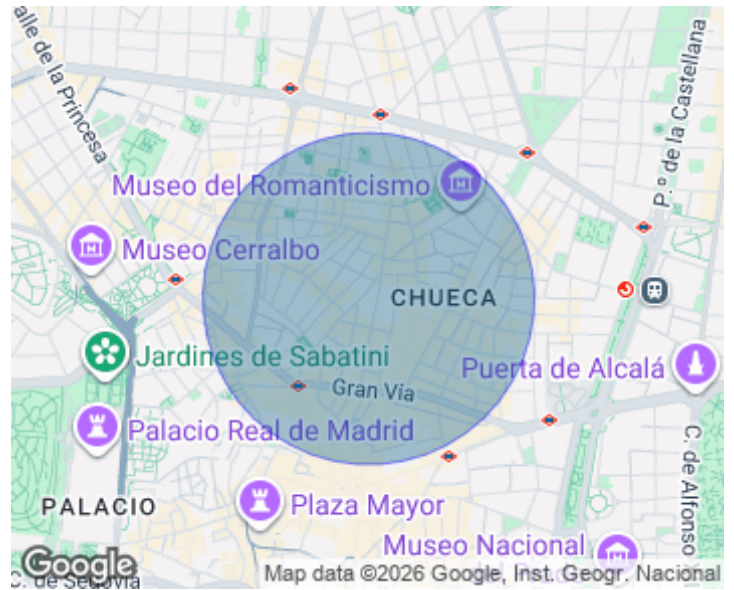 alle de la Princesa
P.º de la Castellana
Museo del Romanticismo
Museo Cerralbo
CHUECA
Jardines de Sabatini
Puerta de Alcalá
Gran Vía
Palacio Real de Madrid
C. de Alfonso
PALACIO
Plaza Mayor
Museo Nacional
Google
C. de Segovia
Map data ©2026 Google, Inst. Geogr. Nacional